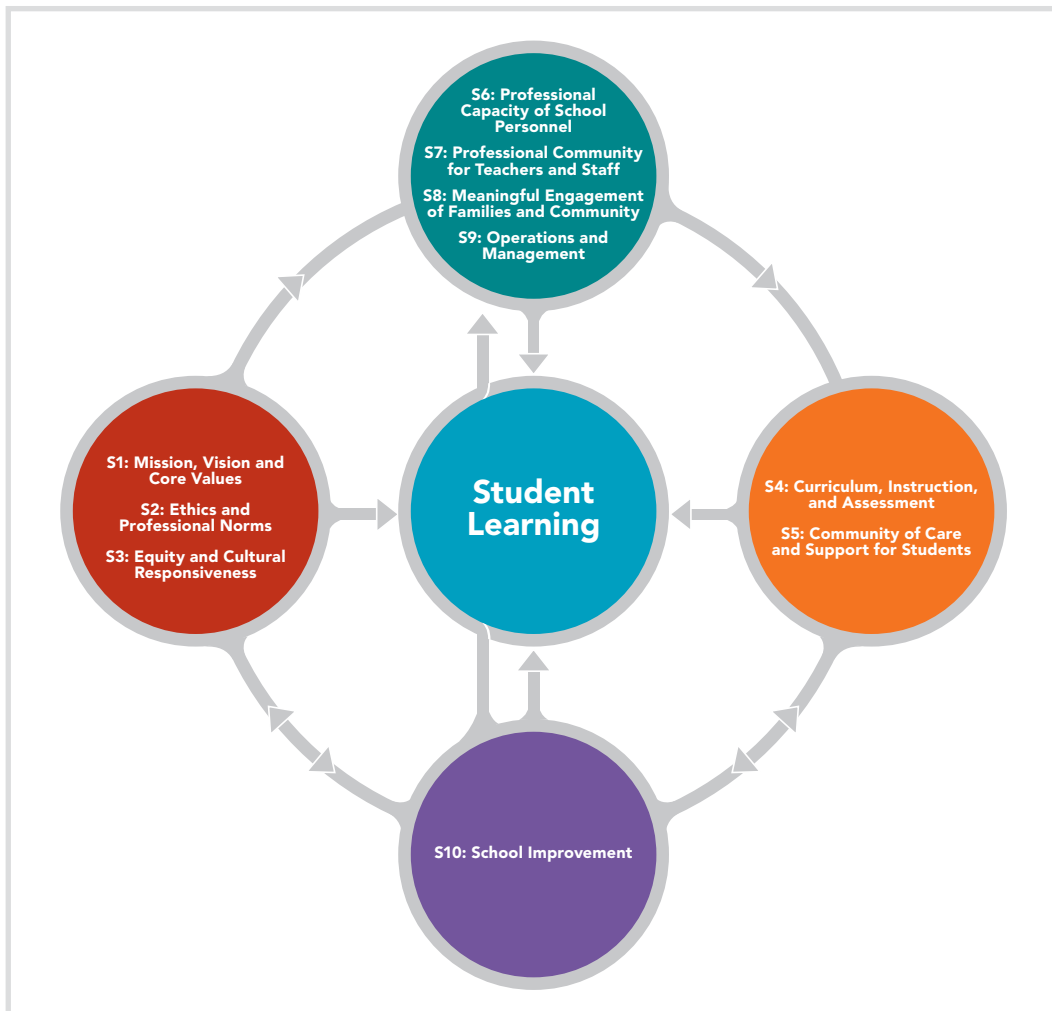 S6: Professional
Capacity of School
Personnel
S7: Professional Community
for Teachers and Staff
S8: Meaningful Engagement
of Families and Community
S9: Operations and
Management
S1: Mission, Vision and
Core Values
S2: Ethics and
Professional Norms
S3: Equity and Cultural
Responsiveness
Student
Learning
S4: Curriculum, Instruction,
and Assessment
S5: Community of Care
and Support for Students
S10: School Improvement